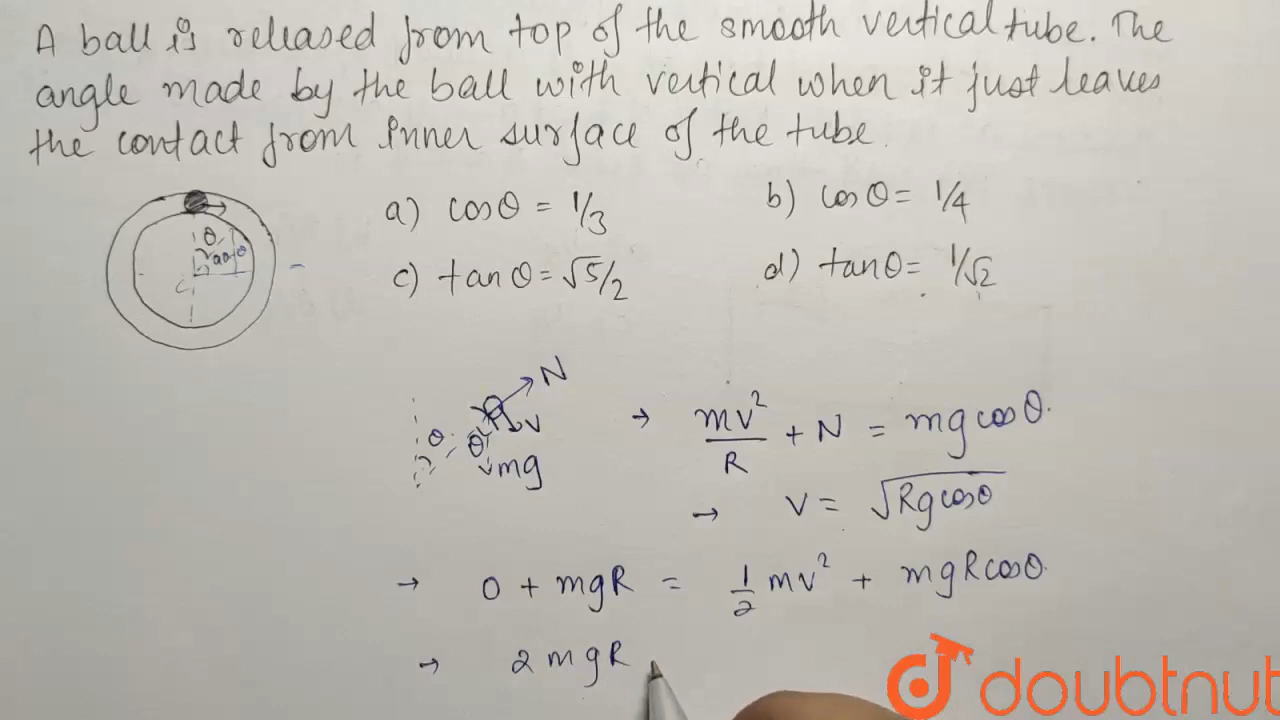 A ball is released from top of the smooth vertical tube. The
angle made by the ball with vertical when it just leaves
the contact from inner surface of the tube.
a) cosθ = 1/3
b) cosθ = 1/4
c) tanθ = √5/2
d) tanθ = 1/√2
θ
θ
C
N
θ
θ
v
mg
→ mv²/R + N = mg cosθ.
→ v = √Rg cosθ
→ 0 + mgR = 1/2 mv² + mgR cosθ
→ 2mgR
doubtnut